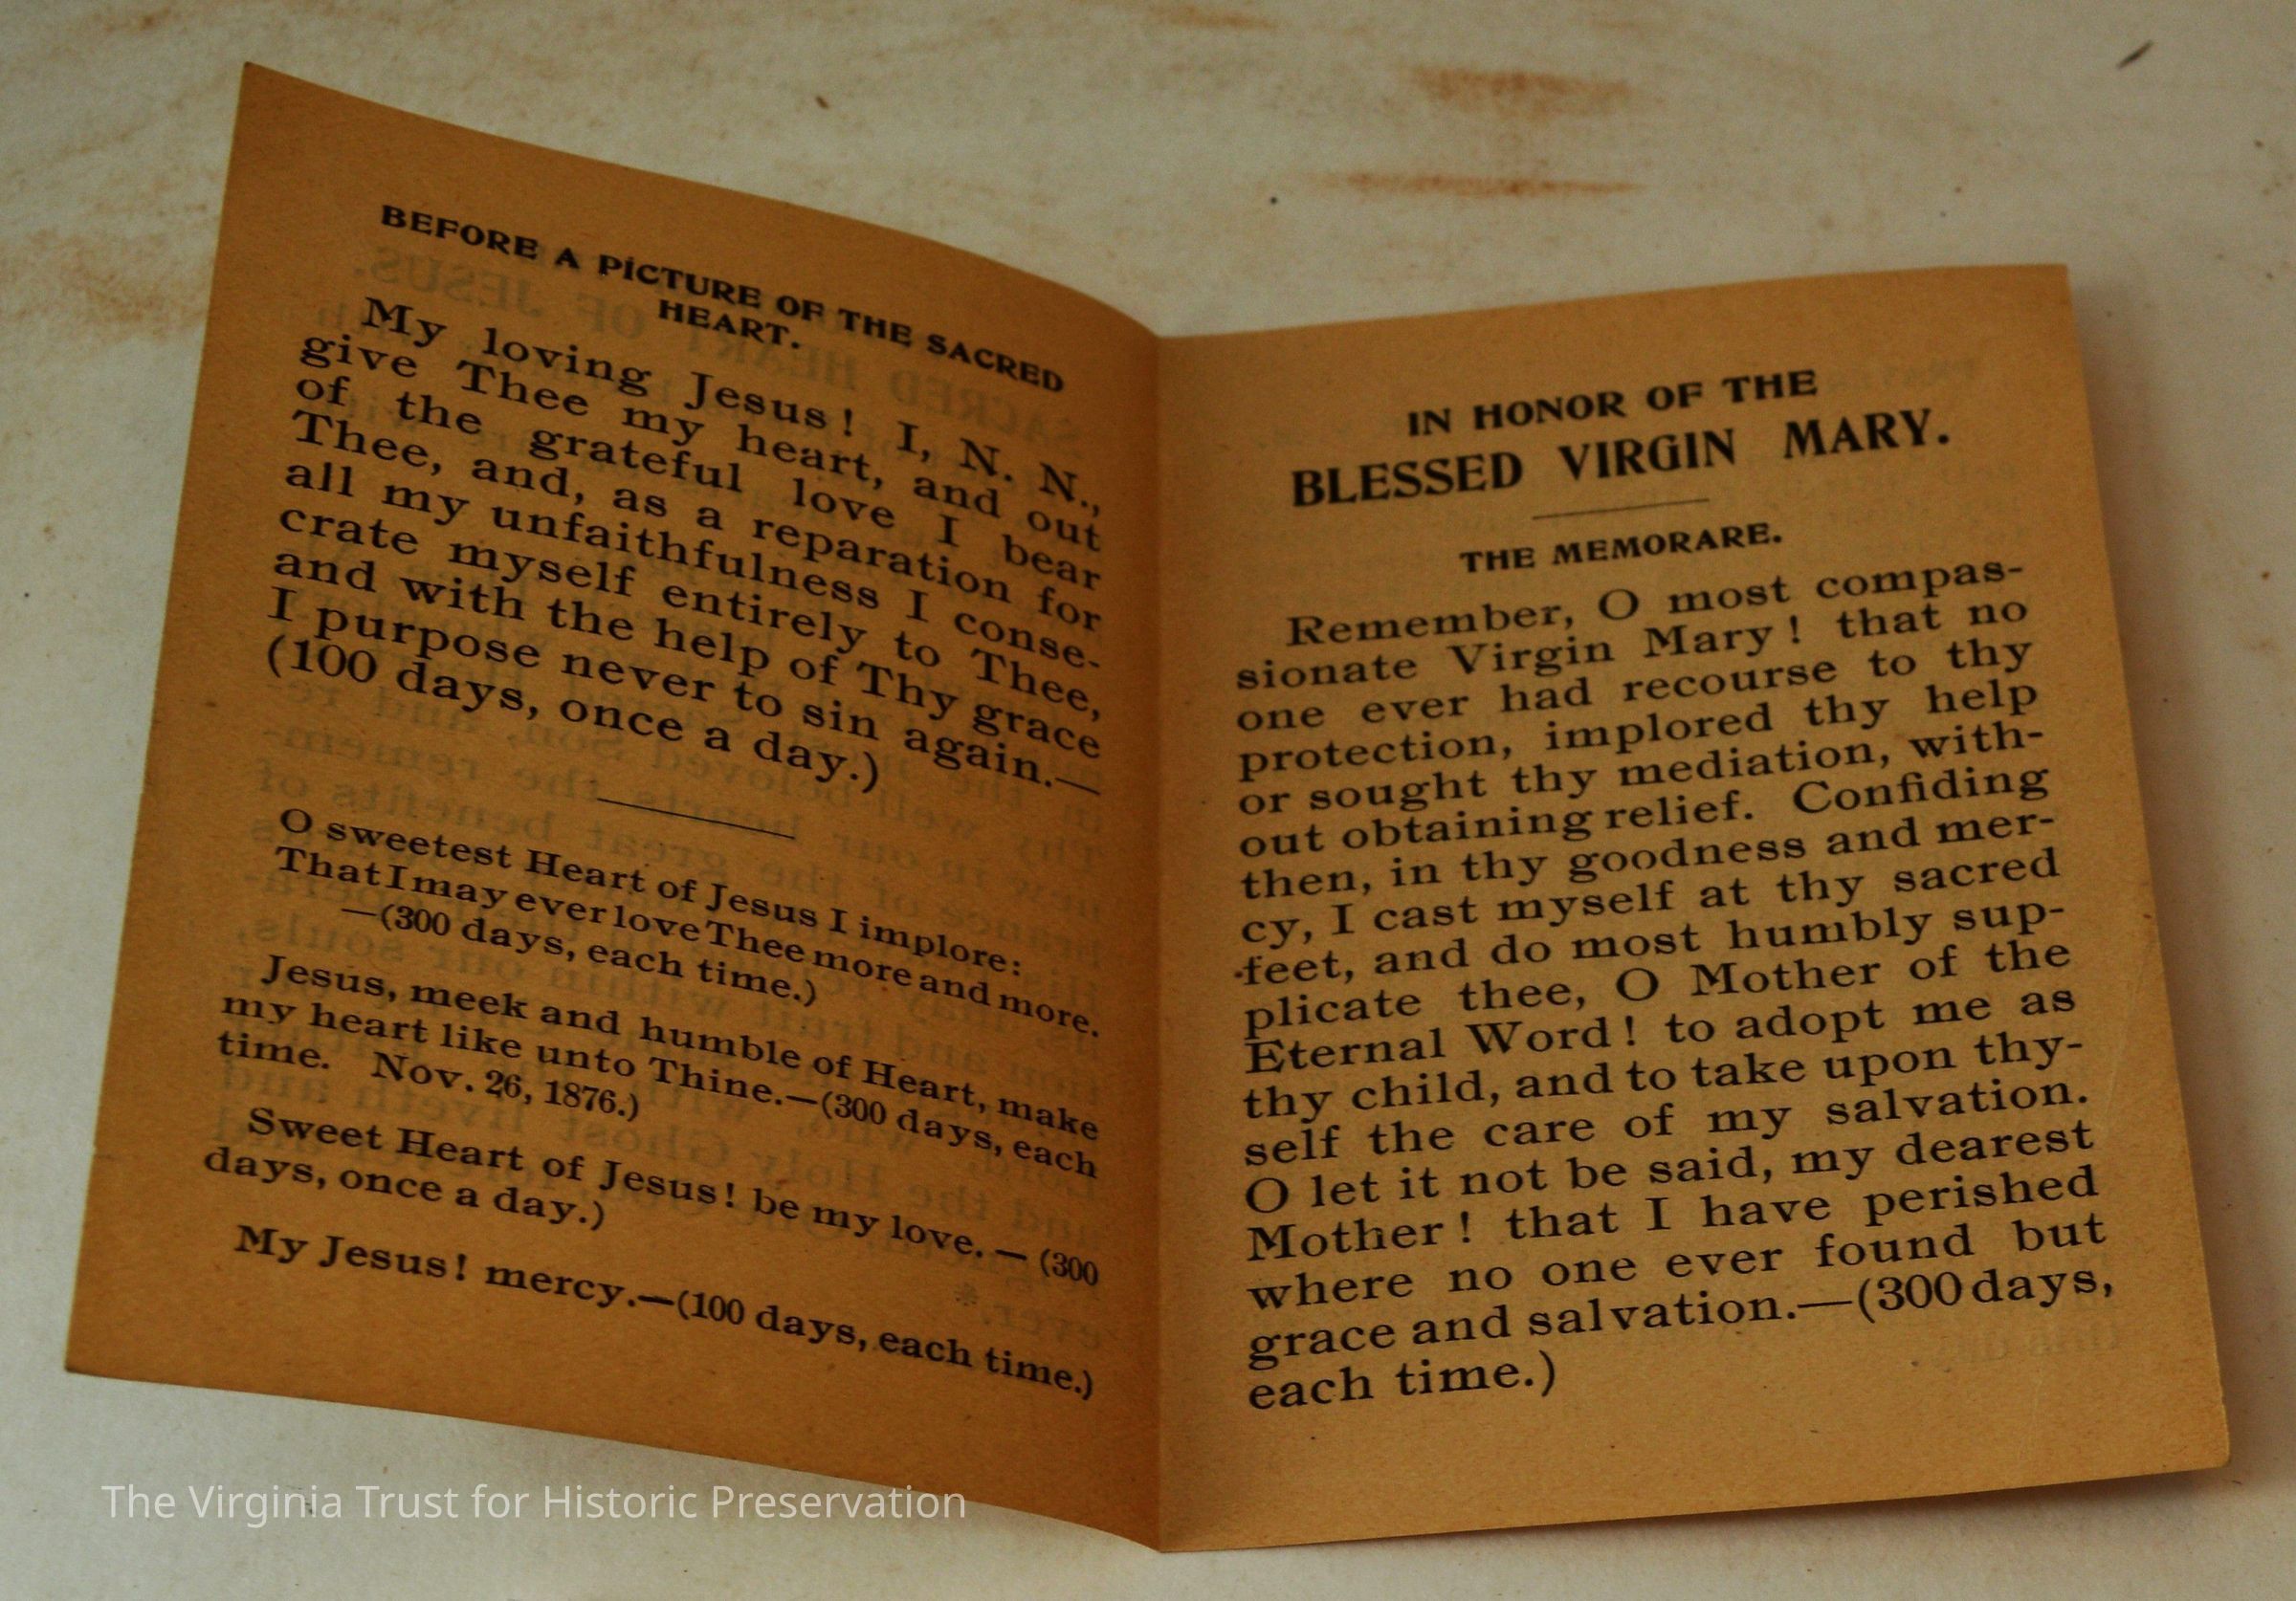 BEFORE A PICTURE OF THE SACRED
HEART.
My loving Jesus! I, N. N.,
give Thee my heart, and out
of the grateful love I bear
Thee, and, as a reparation for
all my unfaithfulness I conse-
crate myself entirely to Thee,
and with the help of Thy grace
I purpose never to sin again.—
(100 days, once a day.)
O sweetest Heart of Jesus I implore:
That I may ever love Thee more and more.
—(300 days, each time.)
Jesus, meek and humble of Heart, make
my heart like unto Thine.—(300 days, each
time. Nov. 26, 1876.)
Sweet Heart of Jesus! be my love.—(300
days, once a day.)
My Jesus! mercy.—(100 days, each time.)
IN HONOR OF THE
BLESSED VIRGIN MARY.
THE MEMORARE.
Remember, O most compas-
sionate Virgin Mary! that no
one ever had recourse to thy
protection, implored thy help
or sought thy mediation, with-
out obtaining relief. Confiding
then, in thy goodness and mer-
cy, I cast myself at thy sacred
feet, and do most humbly sup-
plicate thee, O Mother of the
Eternal Word! to adopt me as
thy child, and to take upon thy-
self the care of my salvation.
O let it not be said, my dearest
Mother! that I have perished
where no one ever found but
grace and salvation.—(300 days,
each time.)
The Virginia Trust for Historic Preservation